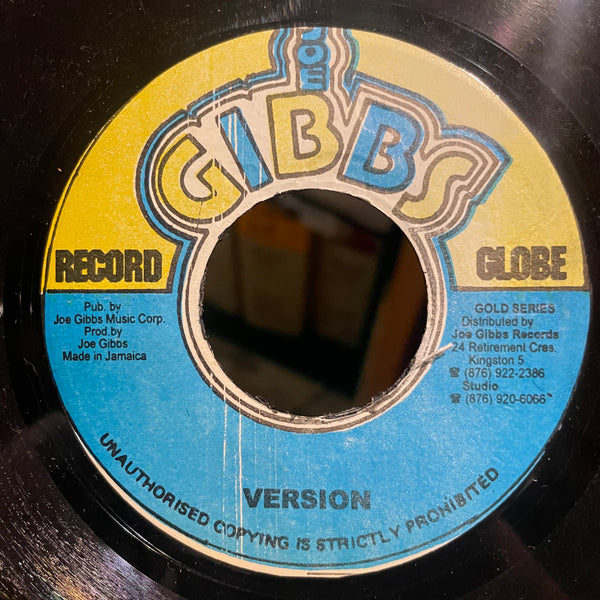 JOE
GIBBS
RECORD GLOBE
Pub. by
Joe Gibbs Music Corp.
Prod.by
Joe Gibbs
Made in Jamaica
GOLD SERIES
Distributed by
Joe Gibbs Records
24 Retirement Cres.
Kingston 5
☎ (876) 922-2386
Studio
☎ (876) 920-6066
VERSION
UNAUTHORISED COPYING IS STRICTLY PROHIBITED